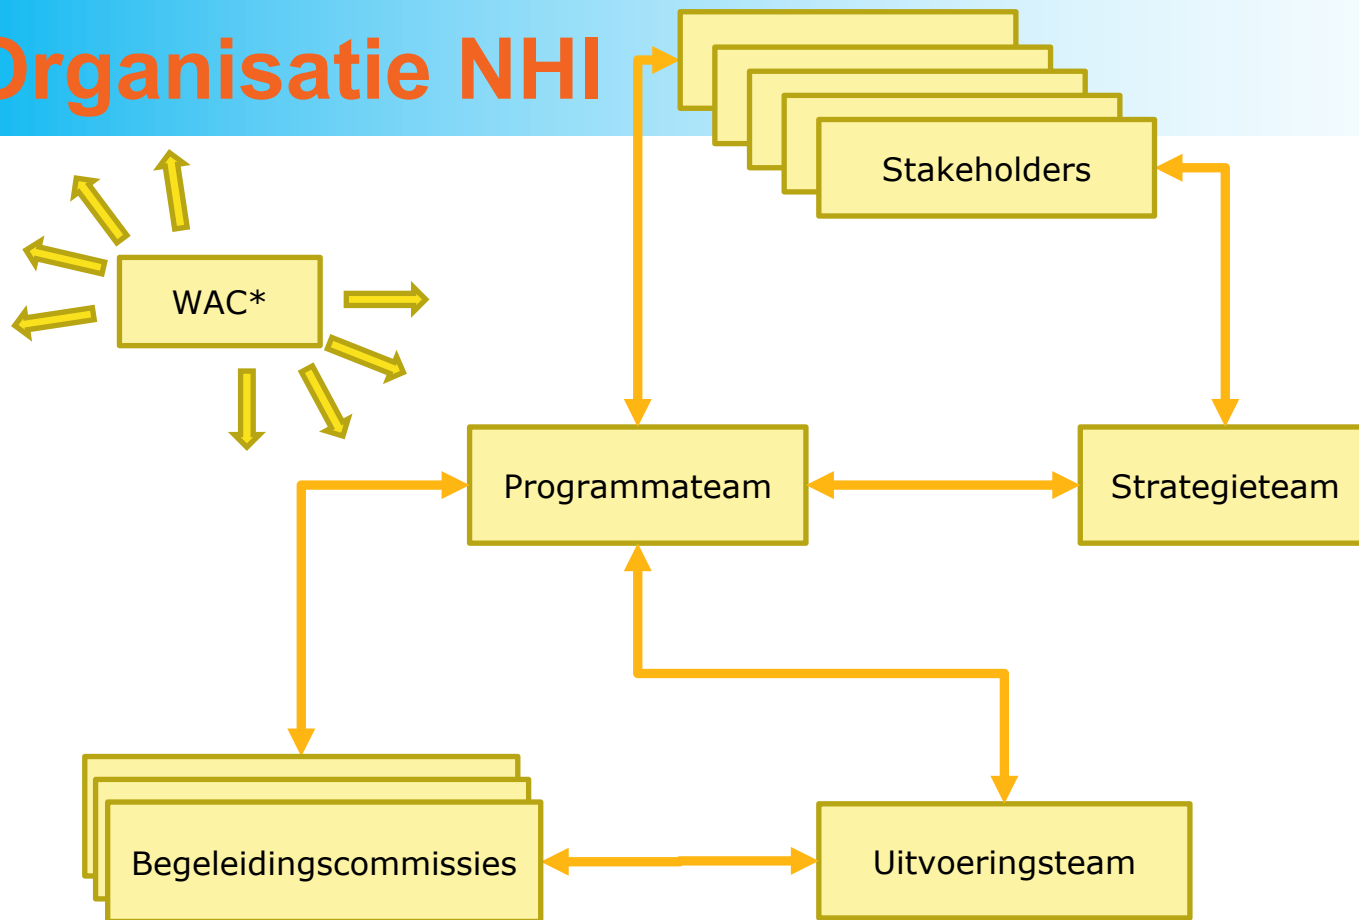 Organisatie NHI
Stakeholders
WAC*
Programmateam
Strategieteam
Begeleidingscommissies
Uitvoeringsteam